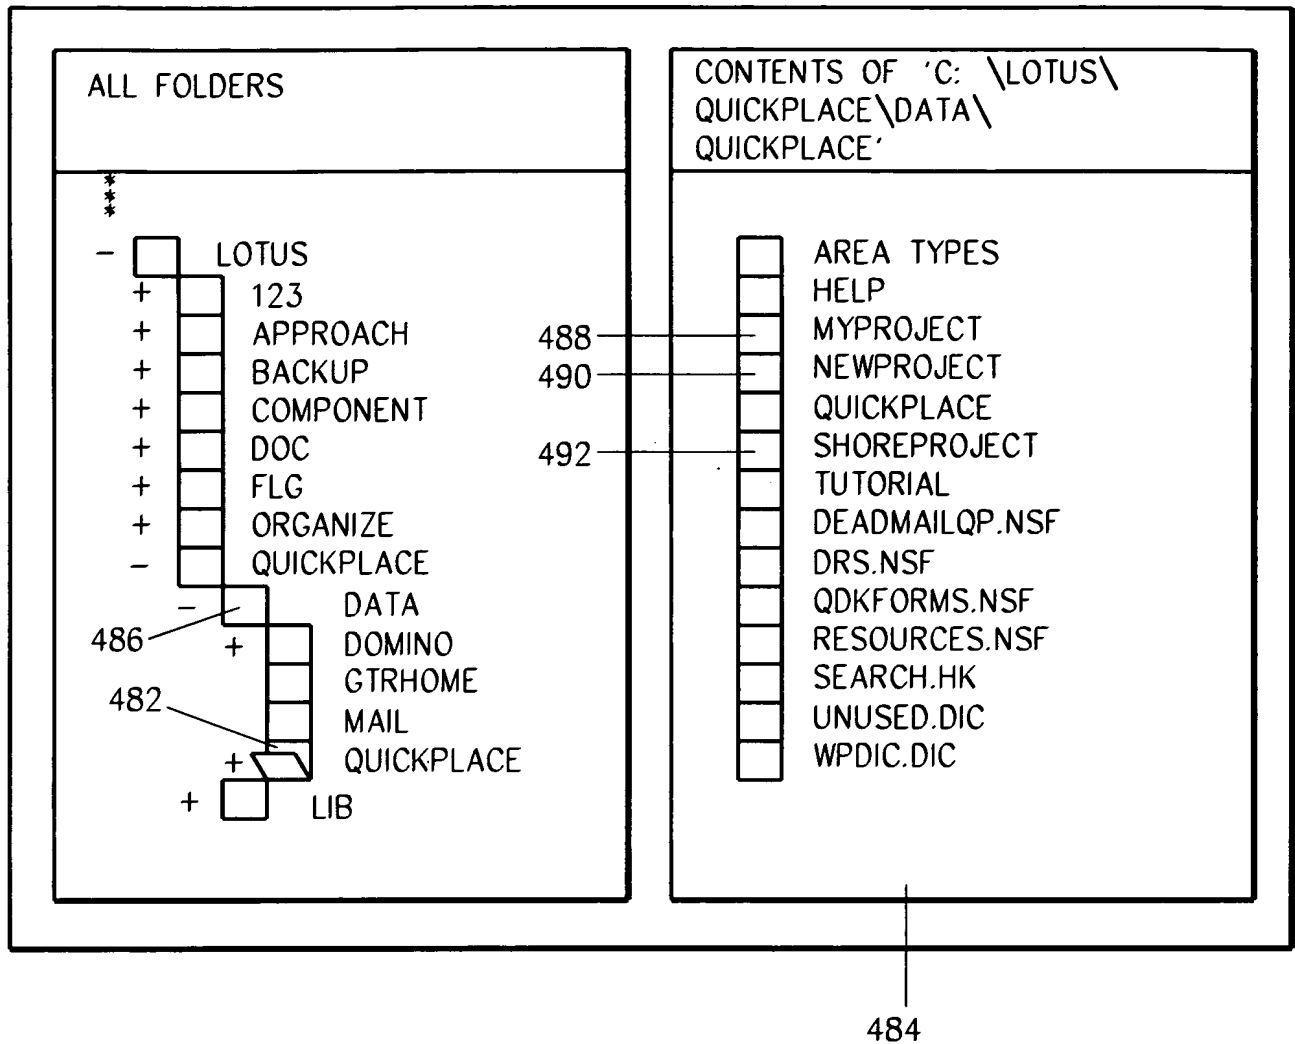 ALL FOLDERS
***
- LOTUS
+ 123
+ APPROACH
+ BACKUP
+ COMPONENT
+ DOC
+ FLG
+ ORGANIZE
- QUICKPLACE
- DATA
486
+ DOMINO
GTRHOME
482
MAIL
+ QUICKPLACE
+ LIB
CONTENTS OF 'C: \LOTUS\
QUICKPLACE\DATA\
QUICKPLACE'
AREA TYPES
HELP
488 MYPROJECT
490 NEWPROJECT
QUICKPLACE
492 SHOREPROJECT
TUTORIAL
DEADMAILQP.NSF
DRS.NSF
QDKFORMS.NSF
RESOURCES.NSF
SEARCH.HK
UNUSED.DIC
WPDIC.DIC
484